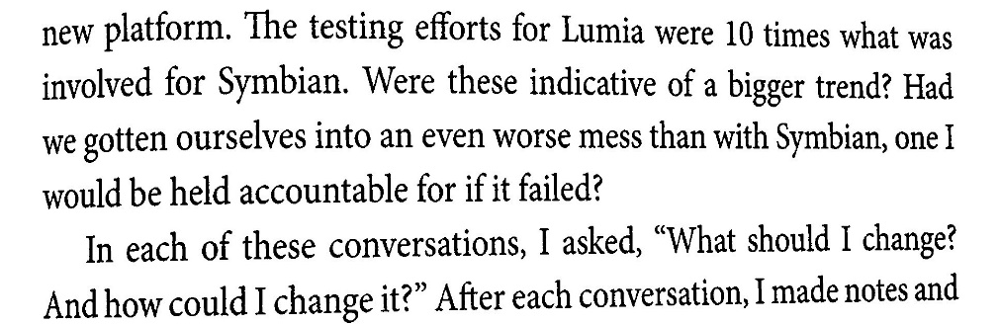 new platform. The testing efforts for Lumia were 10 times what was
involved for Symbian. Were these indicative of a bigger trend? Had
we gotten ourselves into an even worse mess than with Symbian, one I
would be held accountable for if it failed?
In each of these conversations, I asked, “What should I change?
And how could I change it?” After each conversation, I made notes and